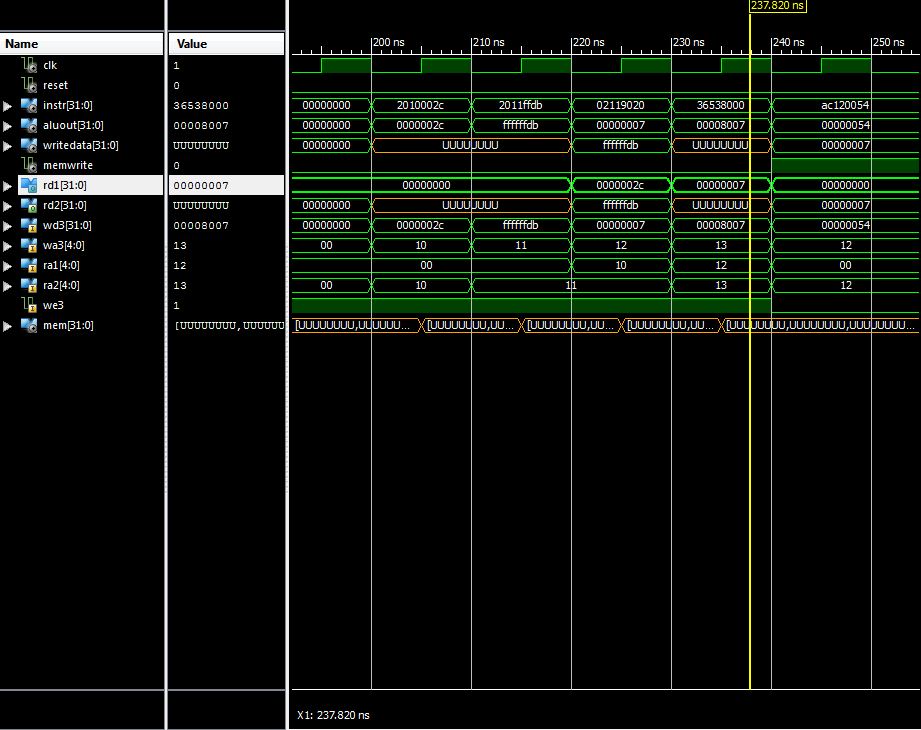 237.820 ns
Name Value
200 ns 210 ns 220 ns 230 ns 240 ns 250 ns
clk 1
reset 0
instr[31:0] 36538000 00000000 2010002c 2011ffdb 02119020 36538000 ac120054
aluout[31:0] 00008007 00000000 0000002c ffffffdb 00000007 00008007 00000054
writedata[31:0] UUUUUUUU 00000000 UUUUUUUU ffffffdb UUUUUUUU 00000007
memwrite 0
rd1[31:0] 00000007 00000000 0000002c 00000007 00000000
rd2[31:0] UUUUUUUU 00000000 UUUUUUUU ffffffdb UUUUUUUU 00000007
wd3[31:0] 00008007 00000000 0000002c ffffffdb 00000007 00008007 00000054
wa3[4:0] 13 00 10 11 12 13 12
ra1[4:0] 12 00 10 12 00
ra2[4:0] 13 00 10 11 13 12
we3 1
mem[31:0] [UUUUUUUU,UUUUUU [UUUUUUUU,UUUUUU... [UUUUUUUU,UU... [UUUUUUUU,UU... [UUUUUUUU,UU... [UUUUUUUU,UUUUUUUU,UUUUUUUU...
X1: 237.820 ns